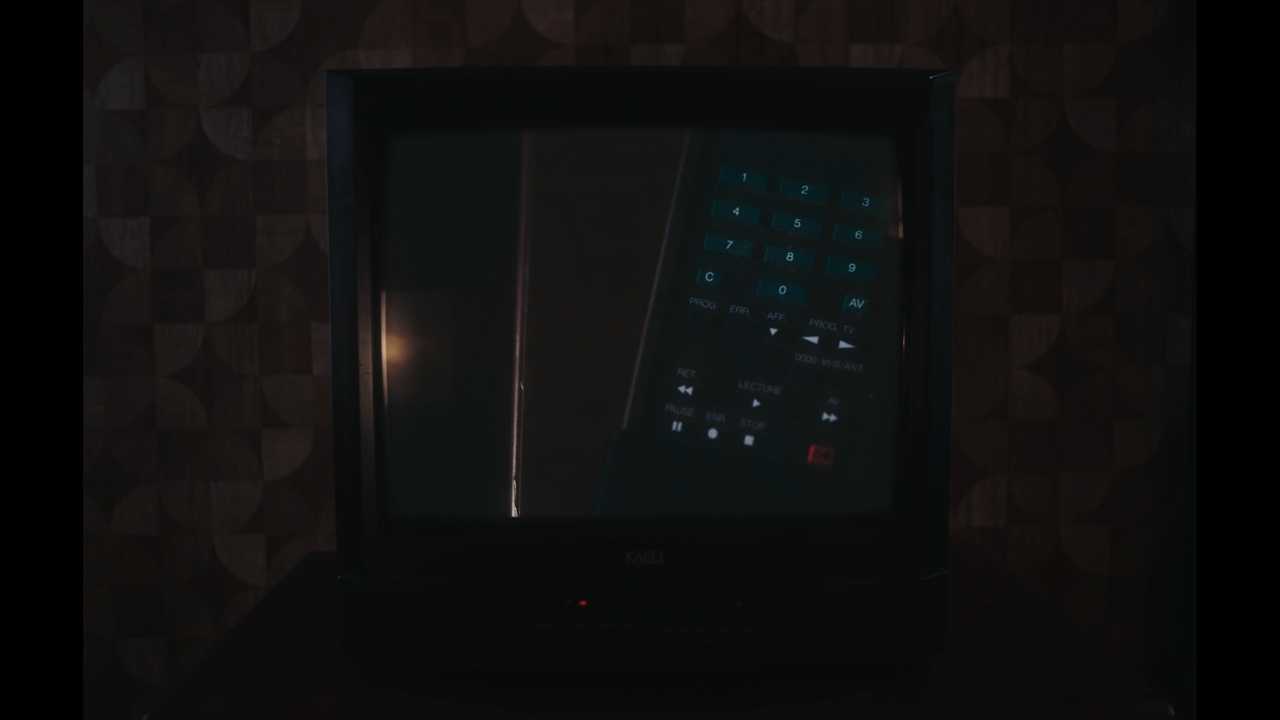 1 2 3
4 5 6
7 8 9
C 0 AV
PROG. ERR AFF PROG. TV
0000 VHS/ANT
RET LECTURE AV
PAUSE ENR STOP